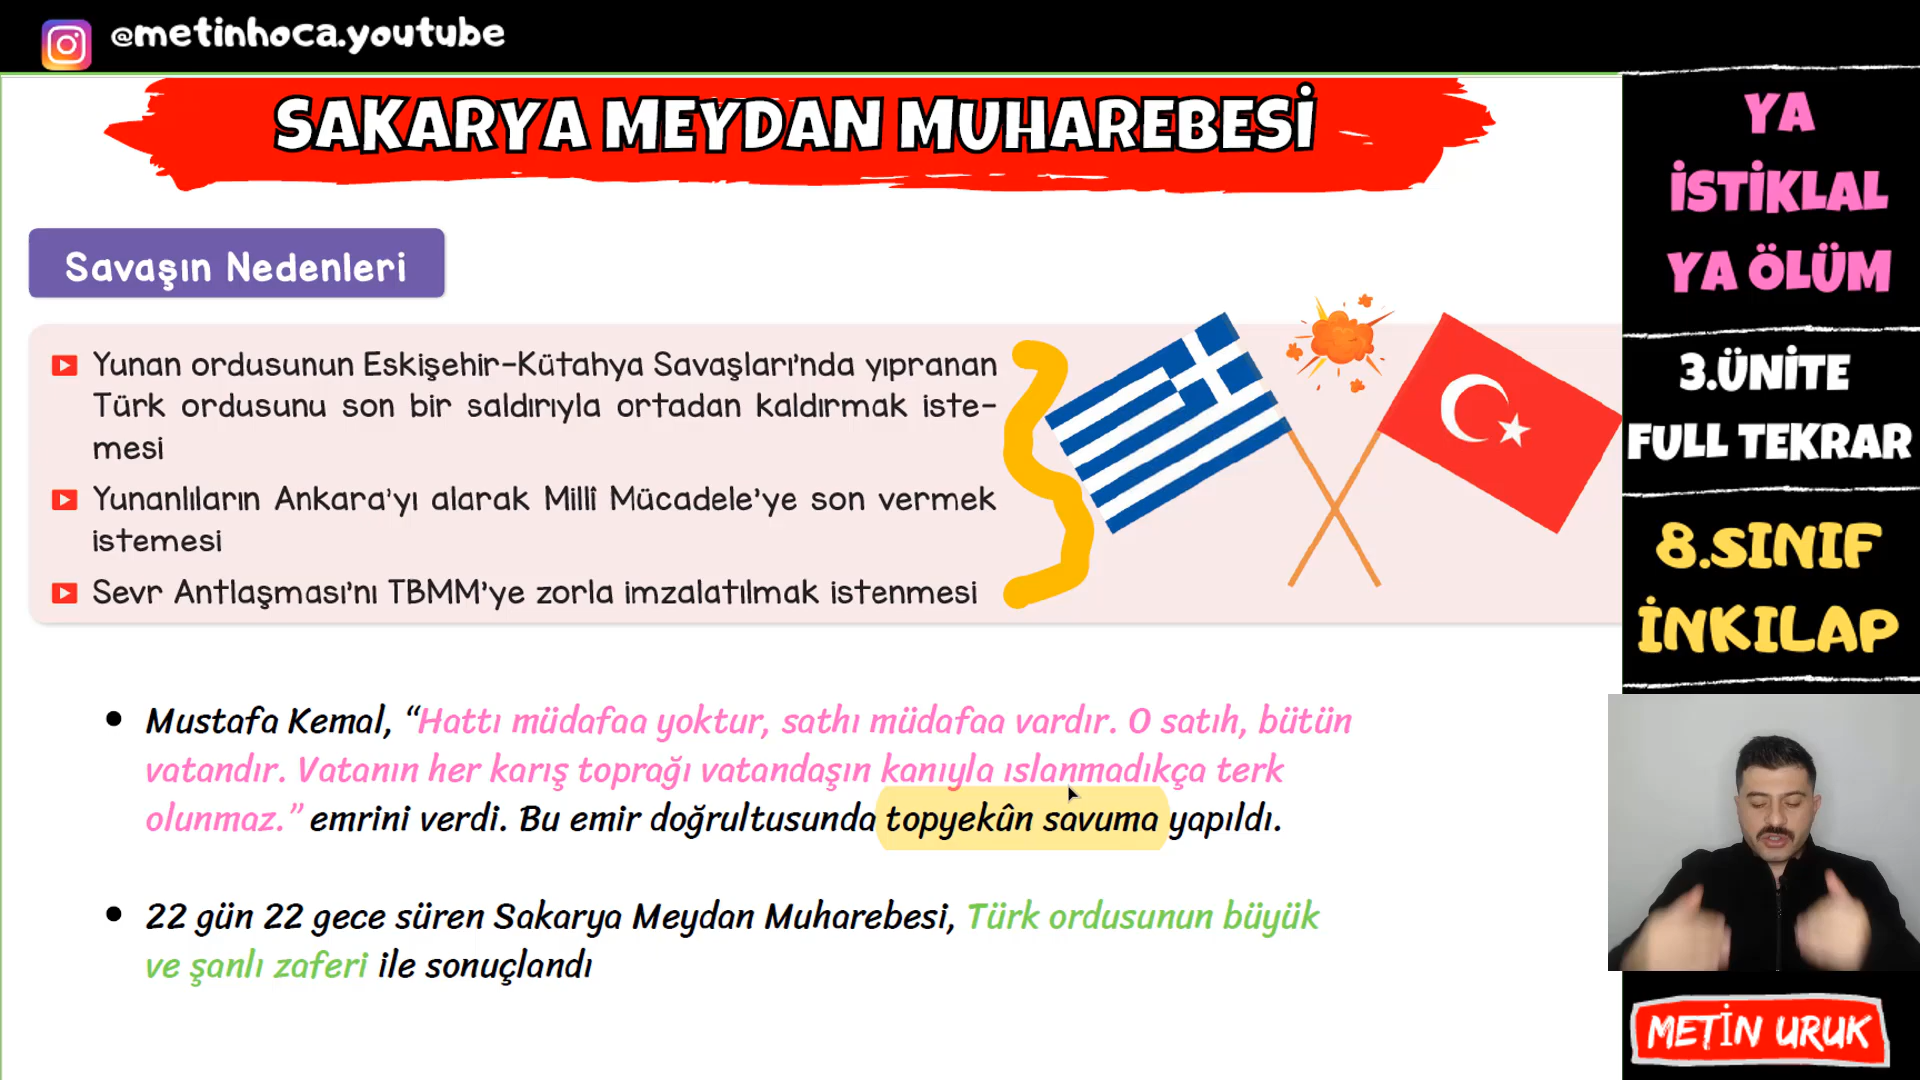 @metinhoca.youtube
SAKARYA MEYDAN MUHAREBESİ
Savaşın Nedenleri
Yunan ordusunun Eskişehir-Kütahya Savaşları'nda yıpranan
Türk ordusunu son bir saldırıyla ortadan kaldırmak iste-
mesi
Yunanlıların Ankara'yı alarak Millî Mücadele'ye son vermek
istemesi
Sevr Antlaşması'nı TBMM'ye zorla imzalatılmak istenmesi
• Mustafa Kemal, “Hattı müdafaa yoktur, sathı müdafaa vardır. O satıh, bütün
vatandır. Vatanın her karış toprağı vatandaşın kanıyla ıslanmadıkça terk
olunmaz.” emrini verdi. Bu emir doğrultusunda topyekûn savuma yapıldı.
• 22 gün 22 gece süren Sakarya Meydan Muharebesi, Türk ordusunun büyük
ve şanlı zaferi ile sonuçlandı
YA
İSTİKLAL
YA ÖLÜM
3.ÜNİTE
FULL TEKRAR
8.SINIF
İNKILAP
METİN URUK